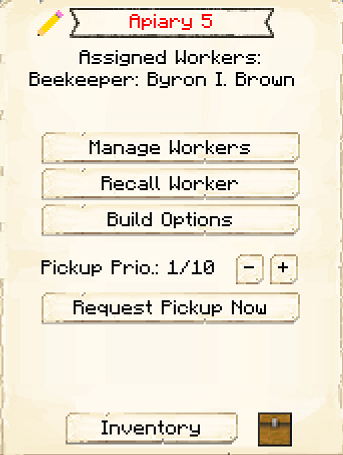 Apiary 5
Assigned Workers:
Beekeeper: Byron I. Brown
Manage Workers
Recall Worker
Build Options
Pickup Prio.: 1/10 - +
Request Pickup Now
Inventory